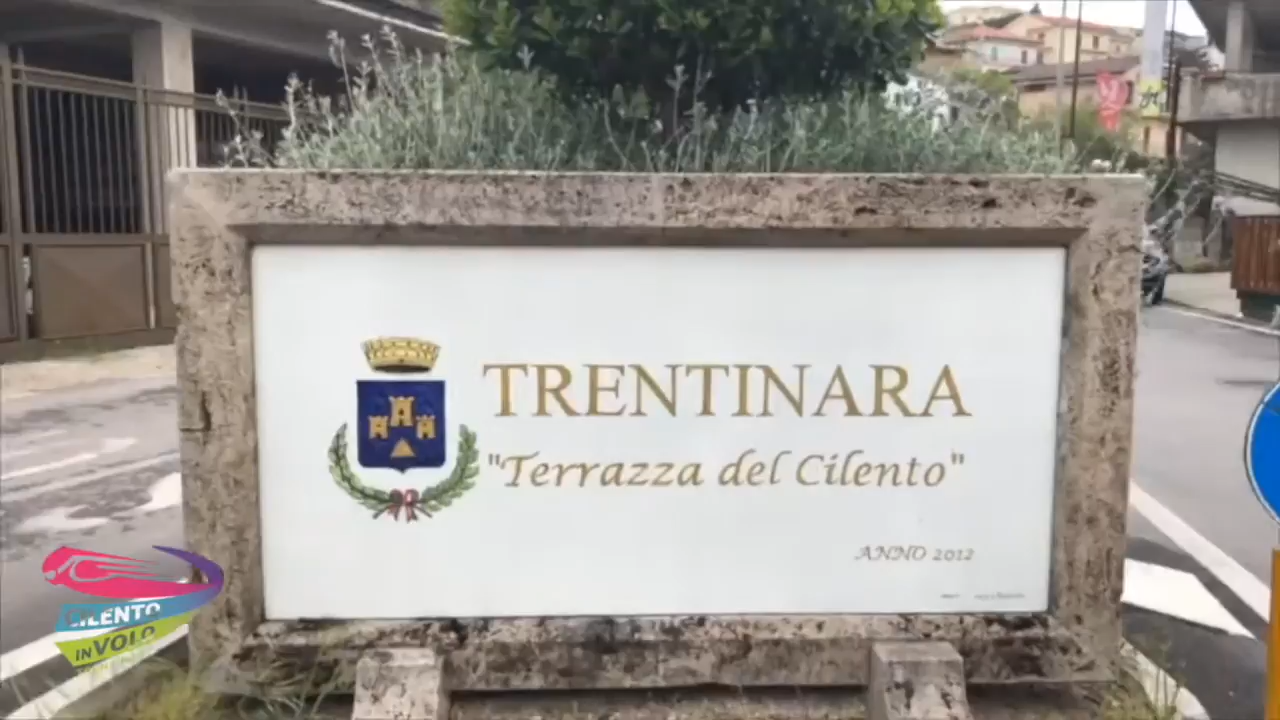 TRENTINARA
"Terrazza del Cilento"
ANNO 2012
CILENTO
IN VOLO